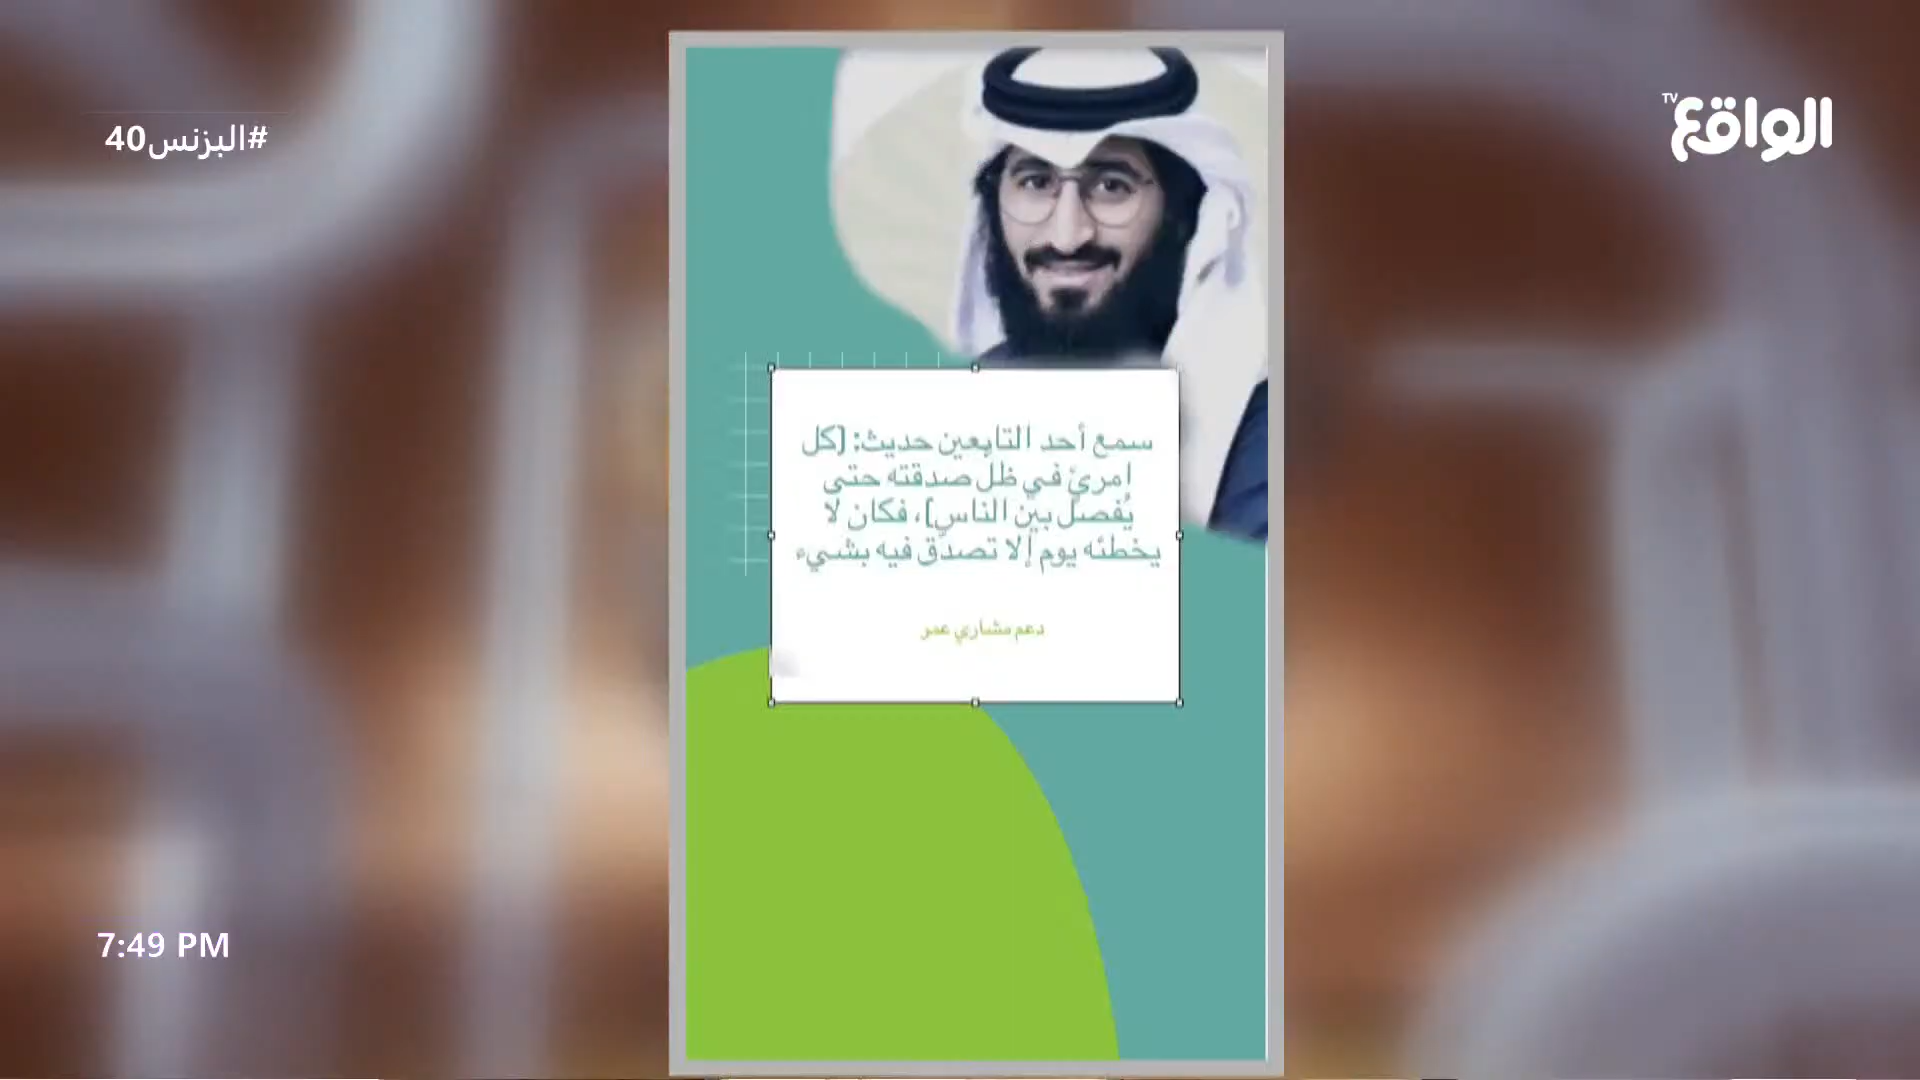 #البزنس40
الواقع TV
سمع أحد التابعين حديث: (كل
امرئٍ في ظل صدقته حتى
يُفصل بين الناس)، فكان لا
يخطئه يوم إلا تصدّق فيه بشيء
دعم مشاري عمر
7:49 PM